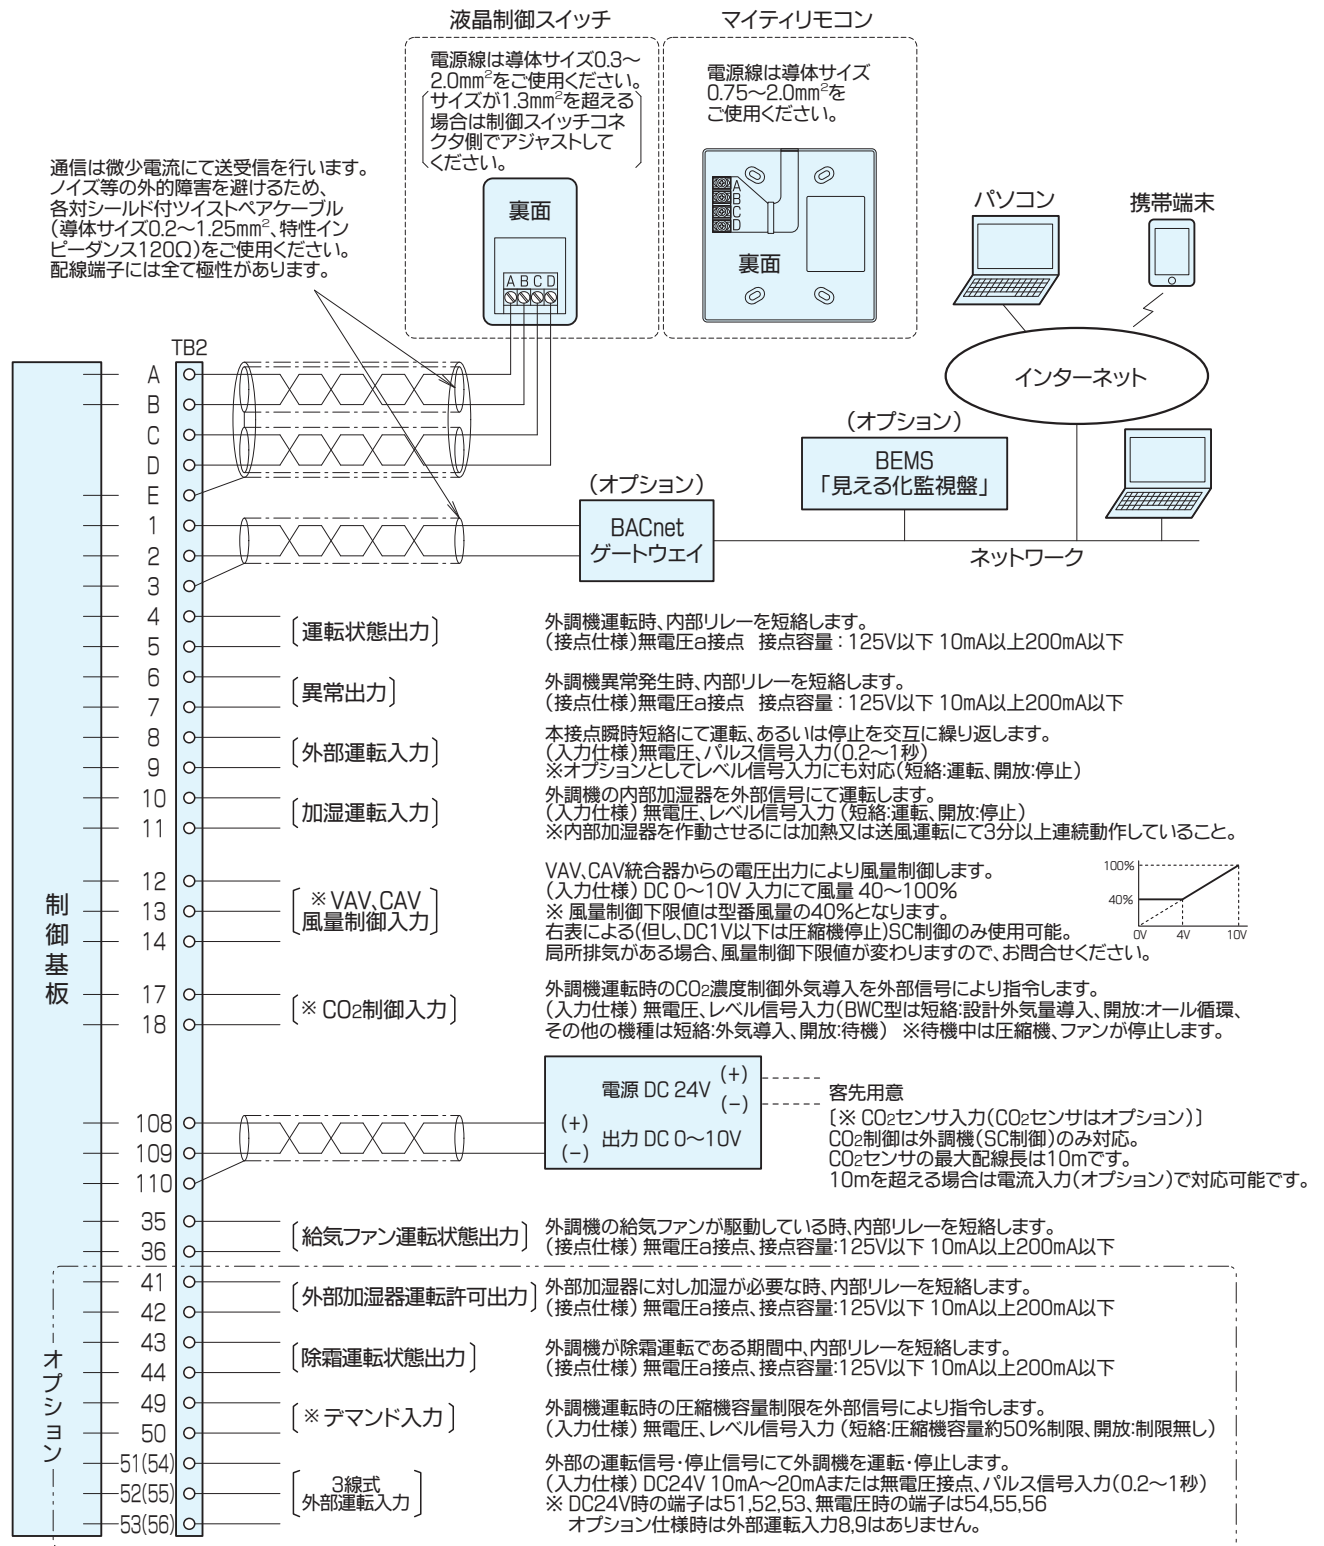 液晶制御スイッチ
電源線は導体サイズ0.3～
2.0mm²をご使用ください。
サイズが1.3mm²を超える
場合は制御スイッチコネ
クタ側でアジャストして
ください。
裏面
A B C D
マイティリモコン
電源線は導体サイズ
0.75～2.0mm²を
ご使用ください。
A
B
C
D
裏面
通信は微少電流にて送受信を行います。
ノイズ等の外的障害を避けるため、
各対シールド付ツイストペアケーブル
(導体サイズ0.2～1.25mm²、特性イン
ピーダンス120Ω)をご使用ください。
配線端子には全て極性があります。
パソコン
携帯端末
インターネット
(オプション)
BEMS
「見える化監視盤」
(オプション)
BACnet
ゲートウェイ
ネットワーク
TB2
制御基板
A
B
C
D
E
1
2
3
4
5
〔運転状態出力〕
外調機運転時、内部リレーを短絡します。
(接点仕様)無電圧a接点 接点容量：125V以下 10mA以上200mA以下
6
7
〔異常出力〕
外調機異常発生時、内部リレーを短絡します。
(接点仕様)無電圧a接点 接点容量：125V以下 10mA以上200mA以下
8
9
〔外部運転入力〕
本接点瞬時短絡にて運転、あるいは停止を交互に繰り返します。
(入力仕様)無電圧、パルス信号入力(0.2～1秒)
※オプションとしてレベル信号入力にも対応(短絡:運転、開放:停止)
10
11
〔加湿運転入力〕
外調機の内部加湿器を外部信号にて運転します。
(入力仕様)無電圧、レベル信号入力 (短絡:運転、開放:停止)
※内部加湿器を作動させるには加熱又は送風運転にて3分以上連続動作していること。
12
13
14
※VAV、CAV
風量制御入力
VAV、CAV統合器からの電圧出力により風量制御します。
(入力仕様) DC 0～10V 入力にて風量 40～100%
※ 風量制御下限値は型番風量の40%となります。
右表による(但し、DC1V以下は圧縮機停止)SC制御のみ使用可能。
局所排気がある場合、風量制御下限値が変わりますので、お問合せください。
100%
40%
0V 4V 10V
17
18
〔※ CO2制御入力〕
外調機運転時のCO2濃度制御外気導入を外部信号により指令します。
(入力仕様) 無電圧、レベル信号入力(BWC型は短絡:設計外気量導入、開放:オール循環、
その他の機種は短絡:外気導入、開放:待機) ※待機中は圧縮機、ファンが停止します。
108
109
110
電源 DC 24V
(+)
(−)
(+)
(−)
出力 DC 0～10V
客先用意
〔※ CO2センサ入力(CO2センサはオプション)〕
CO2制御は外調機(SC制御)のみ対応。
CO2センサの最大配線長は10mです。
10mを超える場合は電流入力(オプション)で対応可能です。
35
36
〔給気ファン運転状態出力〕
外調機の給気ファンが駆動している時、内部リレーを短絡します。
(接点仕様) 無電圧a接点、接点容量:125V以下 10mA以上200mA以下
オプション
41
42
〔外部加湿器運転許可出力〕
外部加湿器に対し加湿が必要な時、内部リレーを短絡します。
(接点仕様) 無電圧a接点、接点容量:125V以下 10mA以上200mA以下
43
44
〔除霜運転状態出力〕
外調機が除霜運転である期間中、内部リレーを短絡します。
(接点仕様) 無電圧a接点、接点容量:125V以下 10mA以上200mA以下
49
50
〔※デマンド入力〕
外調機運転時の圧縮機容量制限を外部信号により指令します。
(入力仕様) 無電圧、レベル信号入力 (短絡:圧縮機容量約50%制限、開放:制限無し)
51(54)
52(55)
53(56)
3線式
外部運転入力
外部の運転信号・停止信号にて外調機を運転・停止します。
(入力仕様) DC24V 10mA～20mAまたは無電圧接点、パルス信号入力(0.2～1秒)
※ DC24V時の端子は51,52,53、無電圧時の端子は54,55,56
オプション仕様時は外部運転入力8,9はありません。